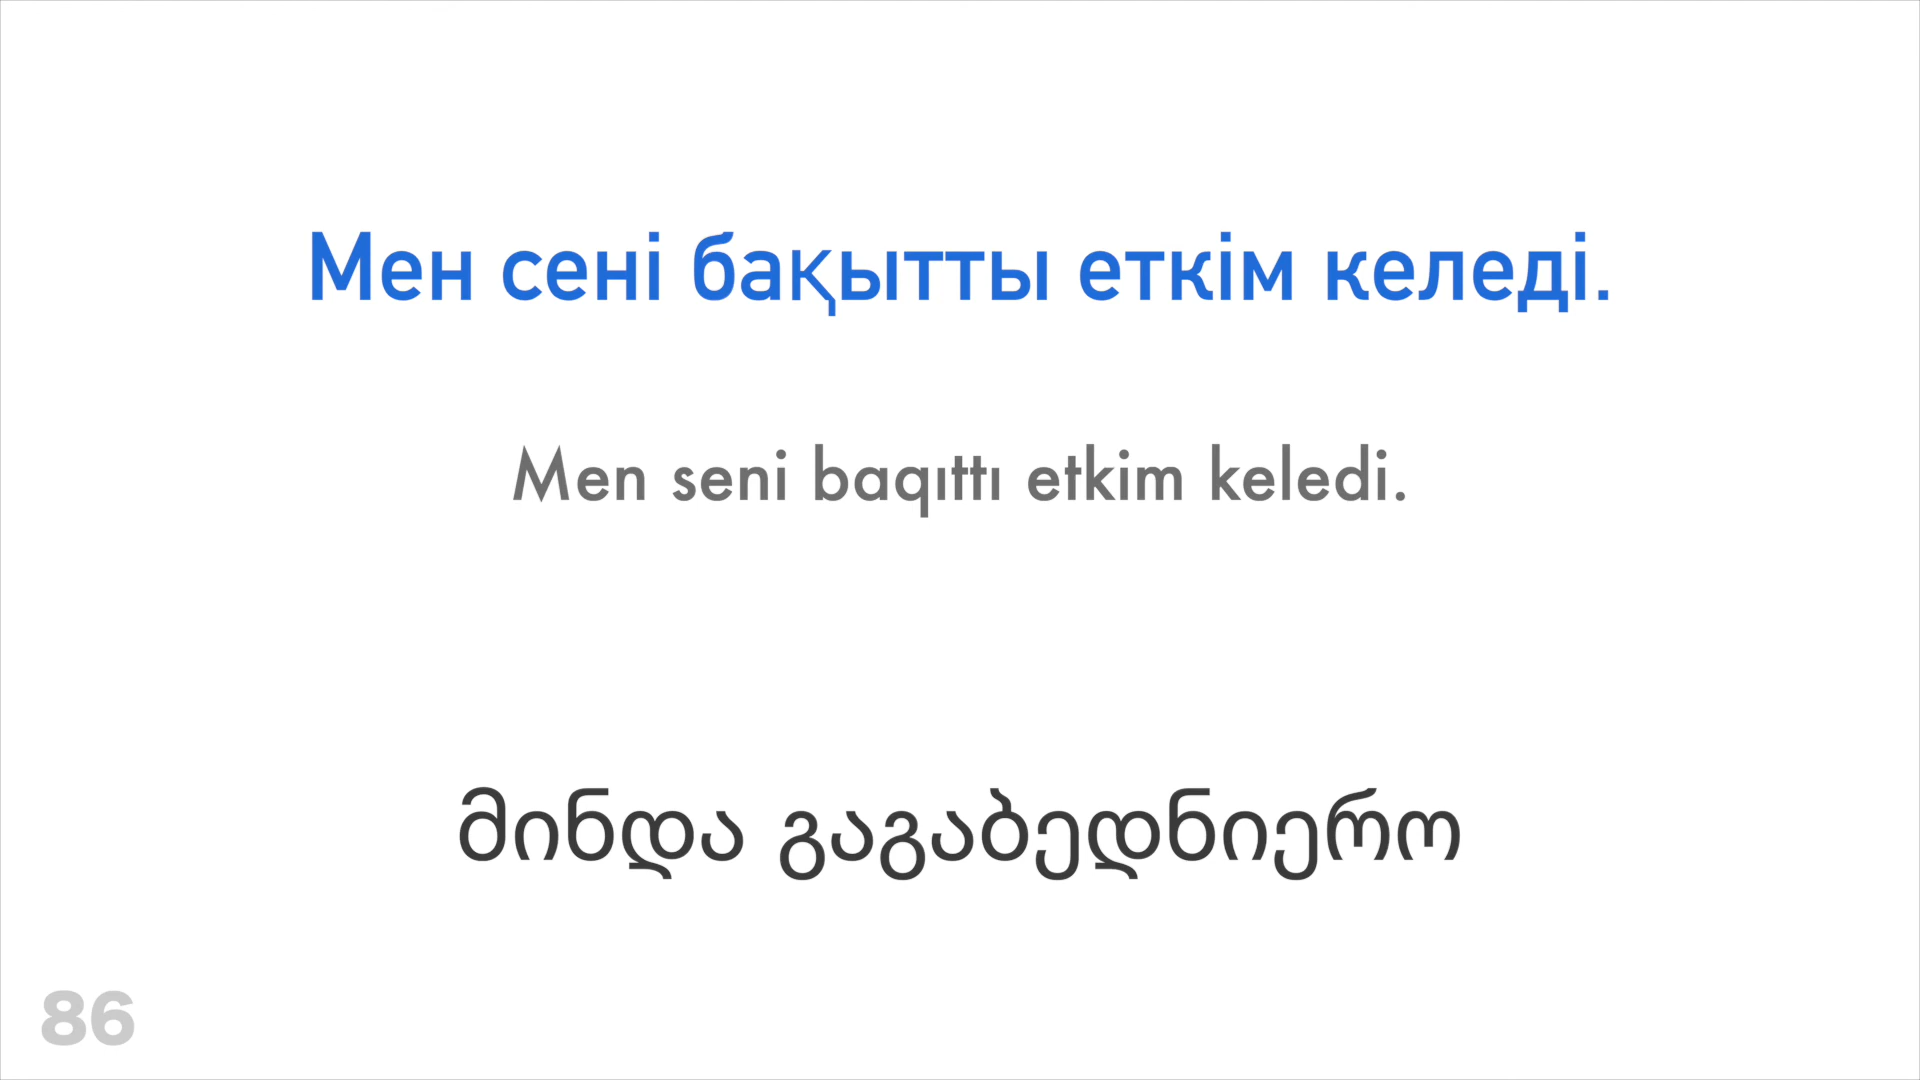 Мен сені бақытты еткім келеді.
Men seni baqıttı etkim keledi.
მინდა გაგაბედნიერო
86